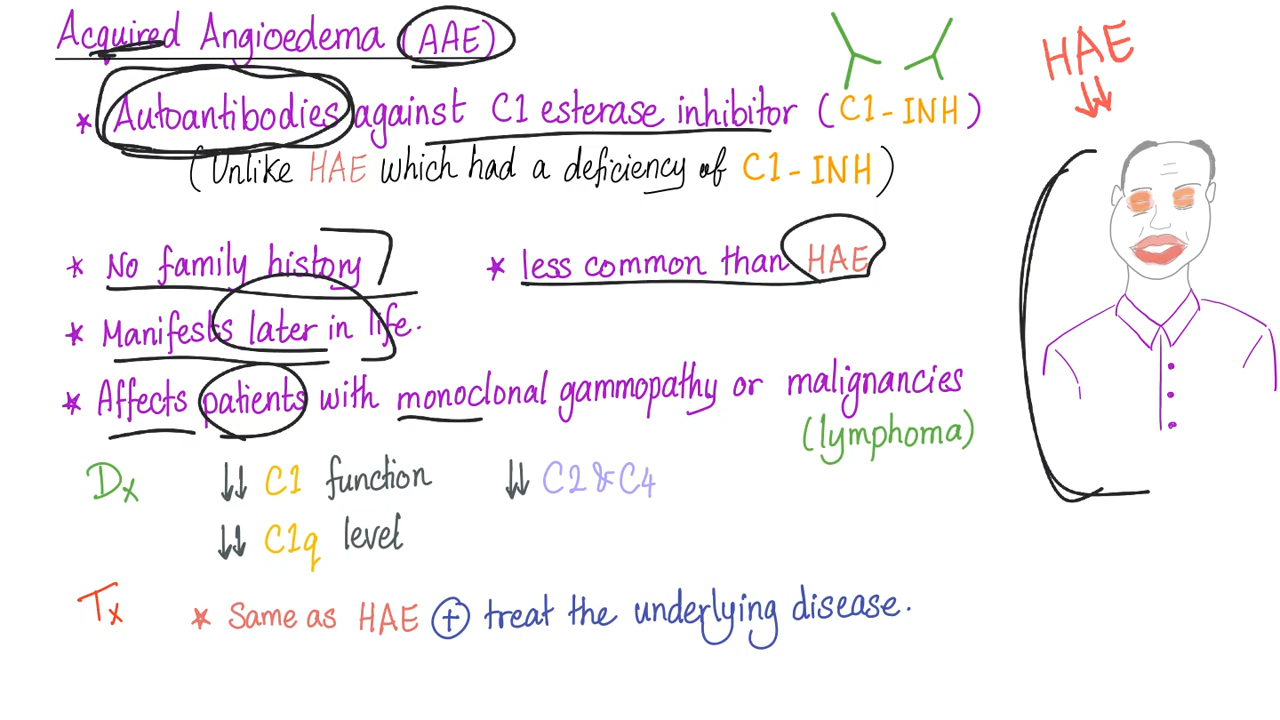 Acquired Angioedema (AAE)
HAE
* Autoantibodies against C1 esterase inhibitor (C1-INH)
(Unlike HAE which had a deficiency of C1-INH)
* No family history
* less common than HAE
* Manifests later in life.
* Affects patients with monoclonal gammopathy or malignancies
(lymphoma)
Dx ↓↓ C1 function ↓↓ C2 & C4
↓↓ C1q level
Tx * Same as HAE + treat the underlying disease.